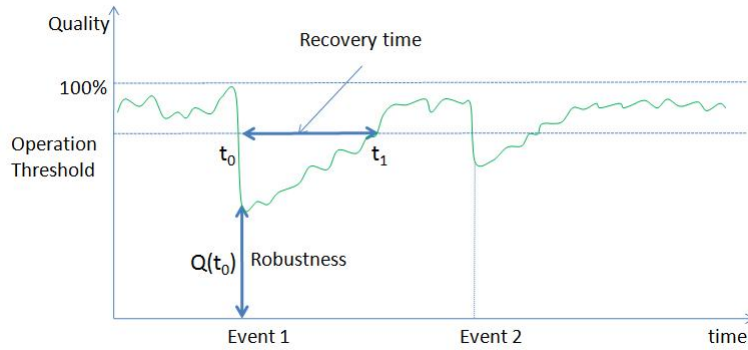 Quality
Recovery time
100%
Operation
Threshold
t₀
t₁
Q(t₀)
Robustness
Event 1
Event 2
time